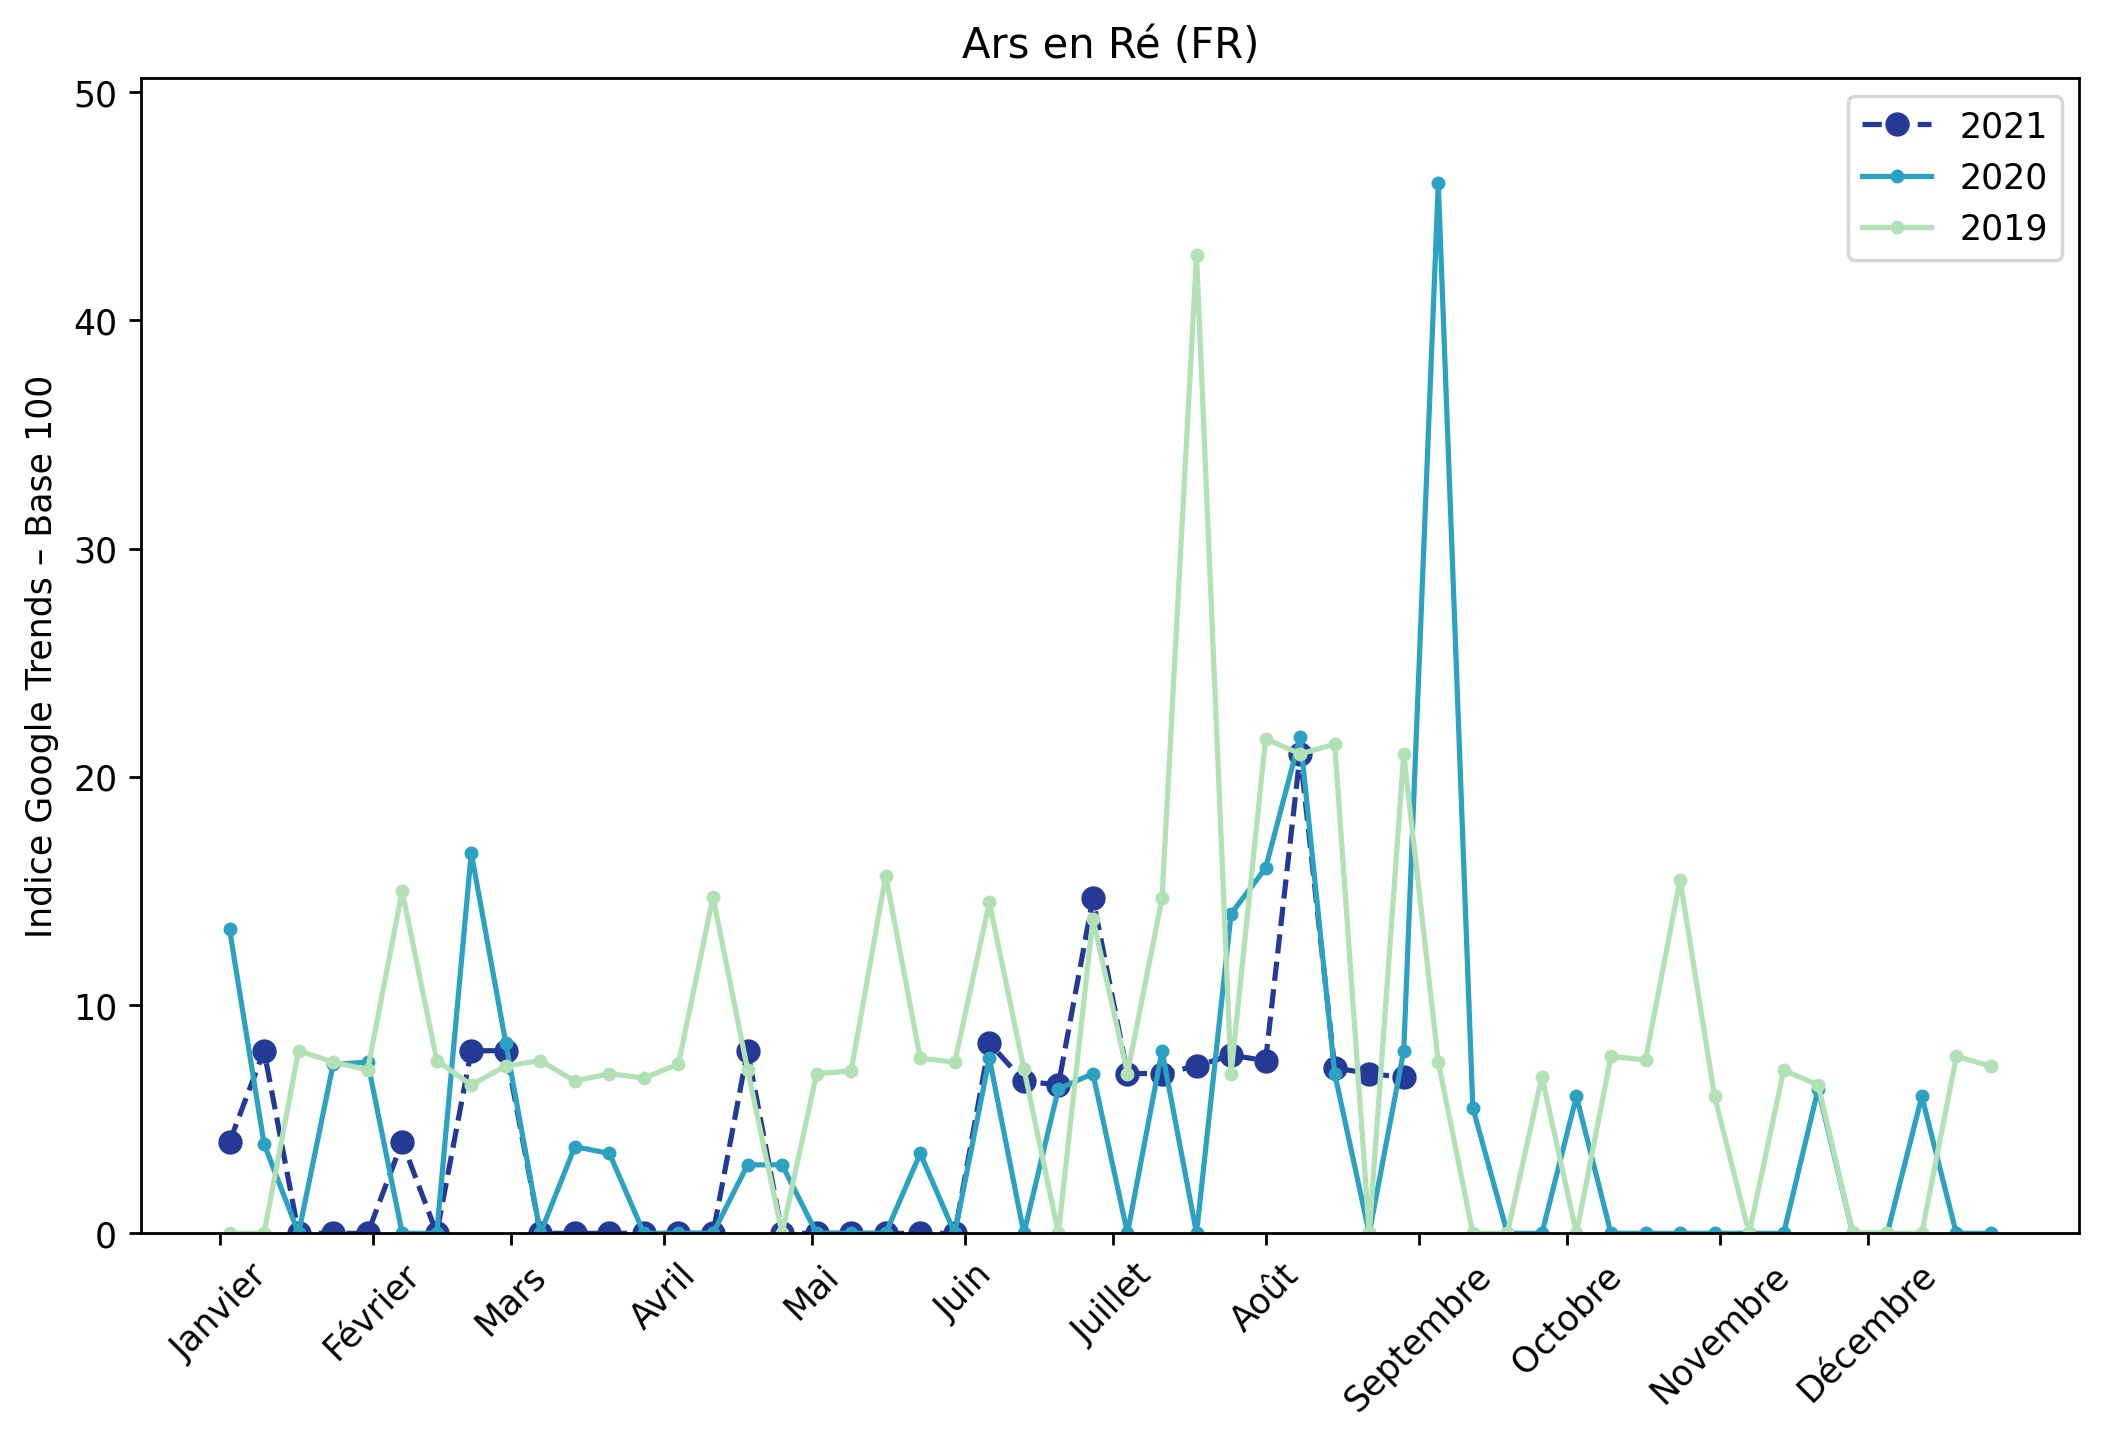 Ars en Ré (FR)
Indice Google Trends – Base 100
50
40
30
20
10
0
2021
2020
2019
Janvier
Février
Mars
Avril
Mai
Juin
Juillet
Août
Septembre
Octobre
Novembre
Décembre